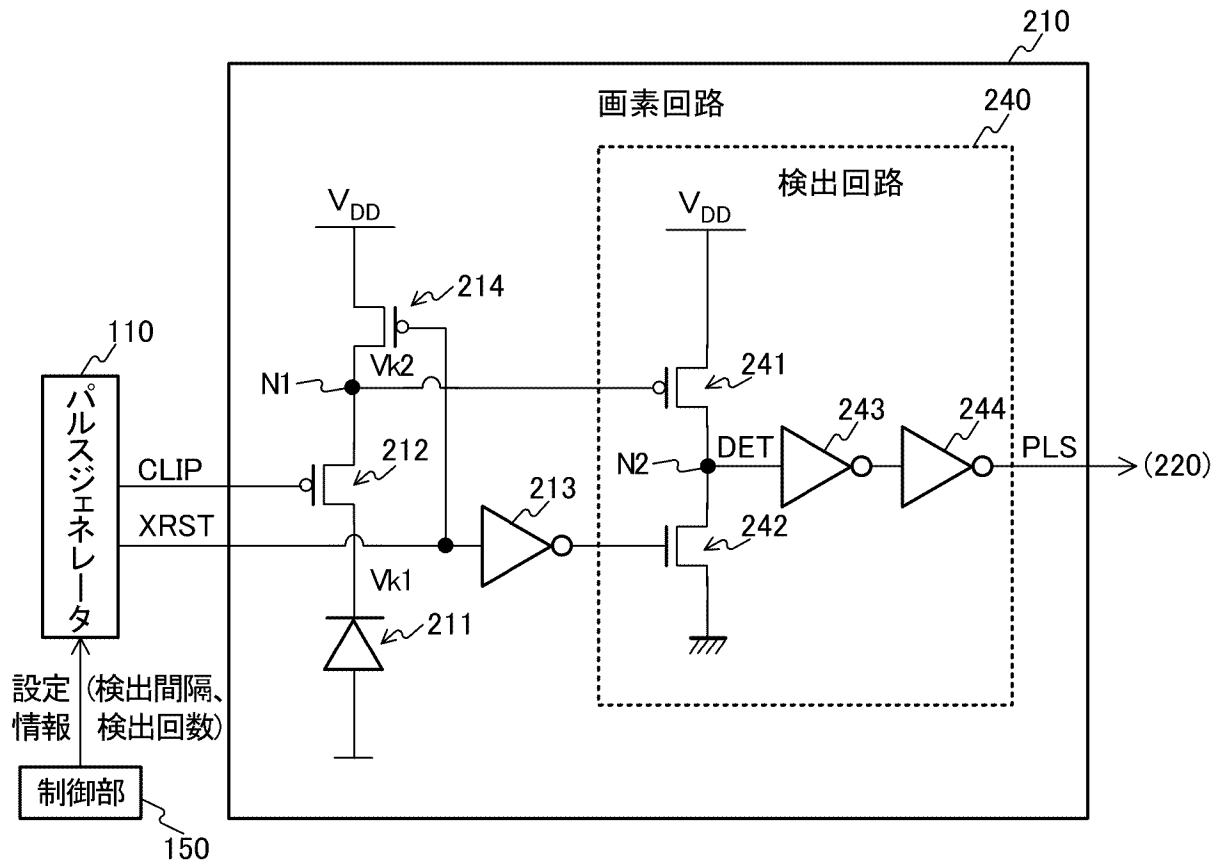 210
画素回路
240
検出回路
VDD
VDD
214
110
Vk2
241
N1
パルスジェネレータ
243
244
212
CLIP
N2
DET
PLS
(220)
213
XRST
242
Vk1
211
設定 (検出間隔、
情報 検出回数)
制御部
150